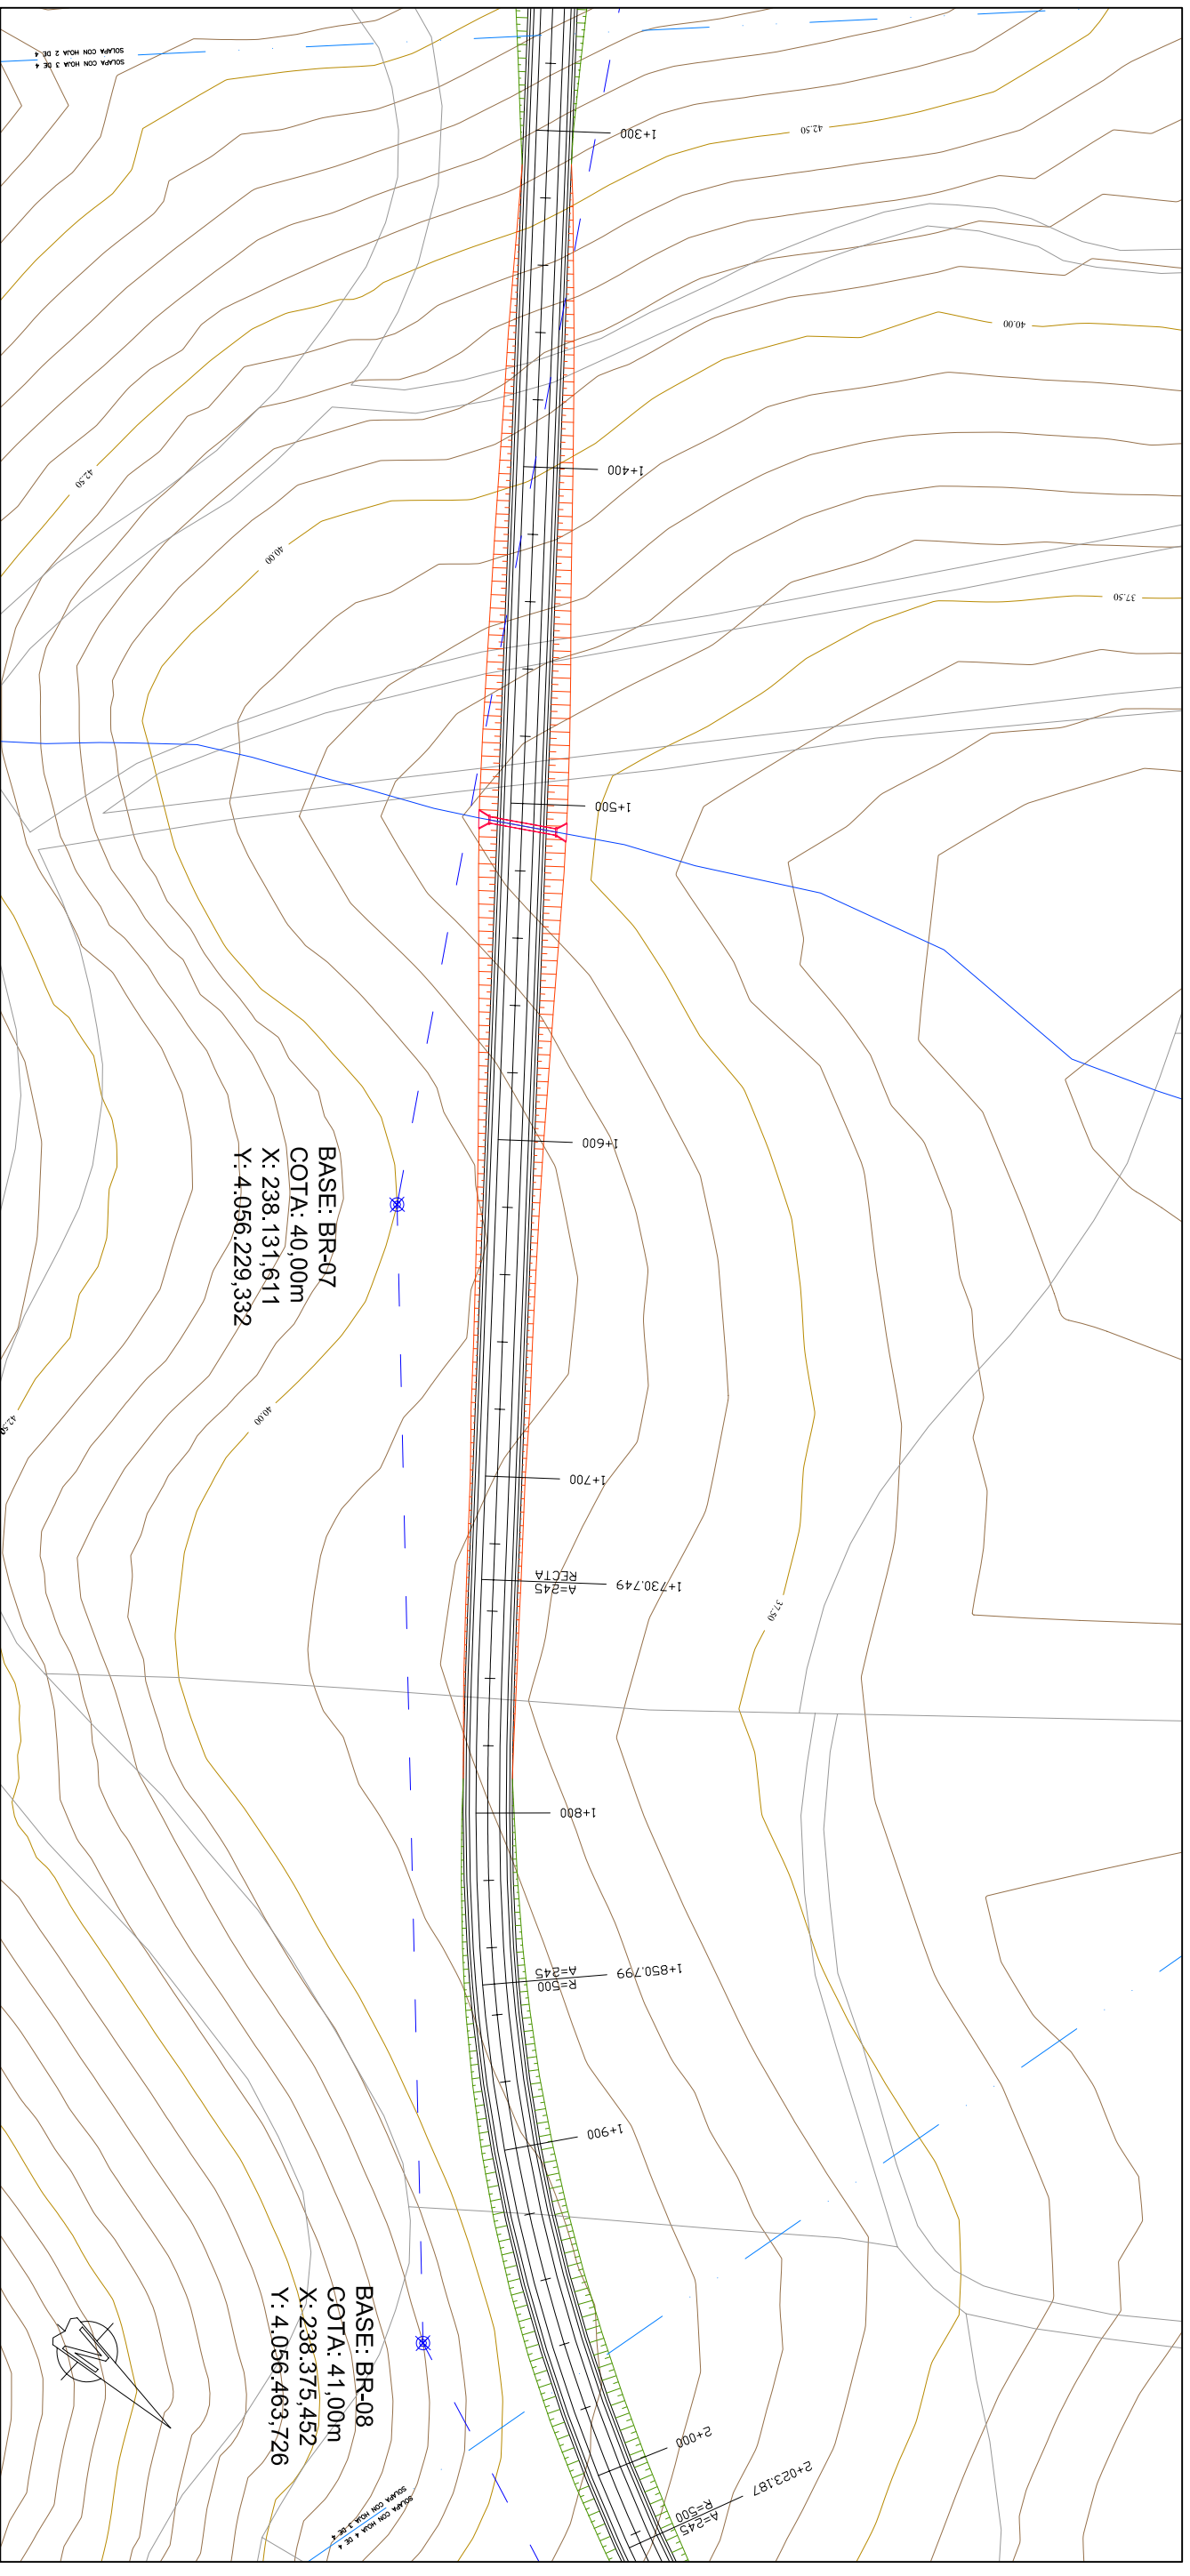 SOLAPA CON HOJA 2 DE 4
SOLAPA CON HOJA 3 DE 4
1+300
42.50
40.00
1+400
42.50
40.00
37.50
1+500
1+600
BASE: BR-07
COTA: 40,00m
X: 238.131,611
Y: 4.056.229,332
40.00
42.50
1+700
RECTA
A=245
1+730.749
37.50
1+800
A=245
R=500
1+850.799
1+900
BASE: BR-08
COTA: 41,00m
X: 238.375,452
Y: 4.056.463,726
N
2+000
2+023.187
R=500
A=245
SOLAPA CON HOJA 3 DE 4
SOLAPA CON HOJA 4 DE 4